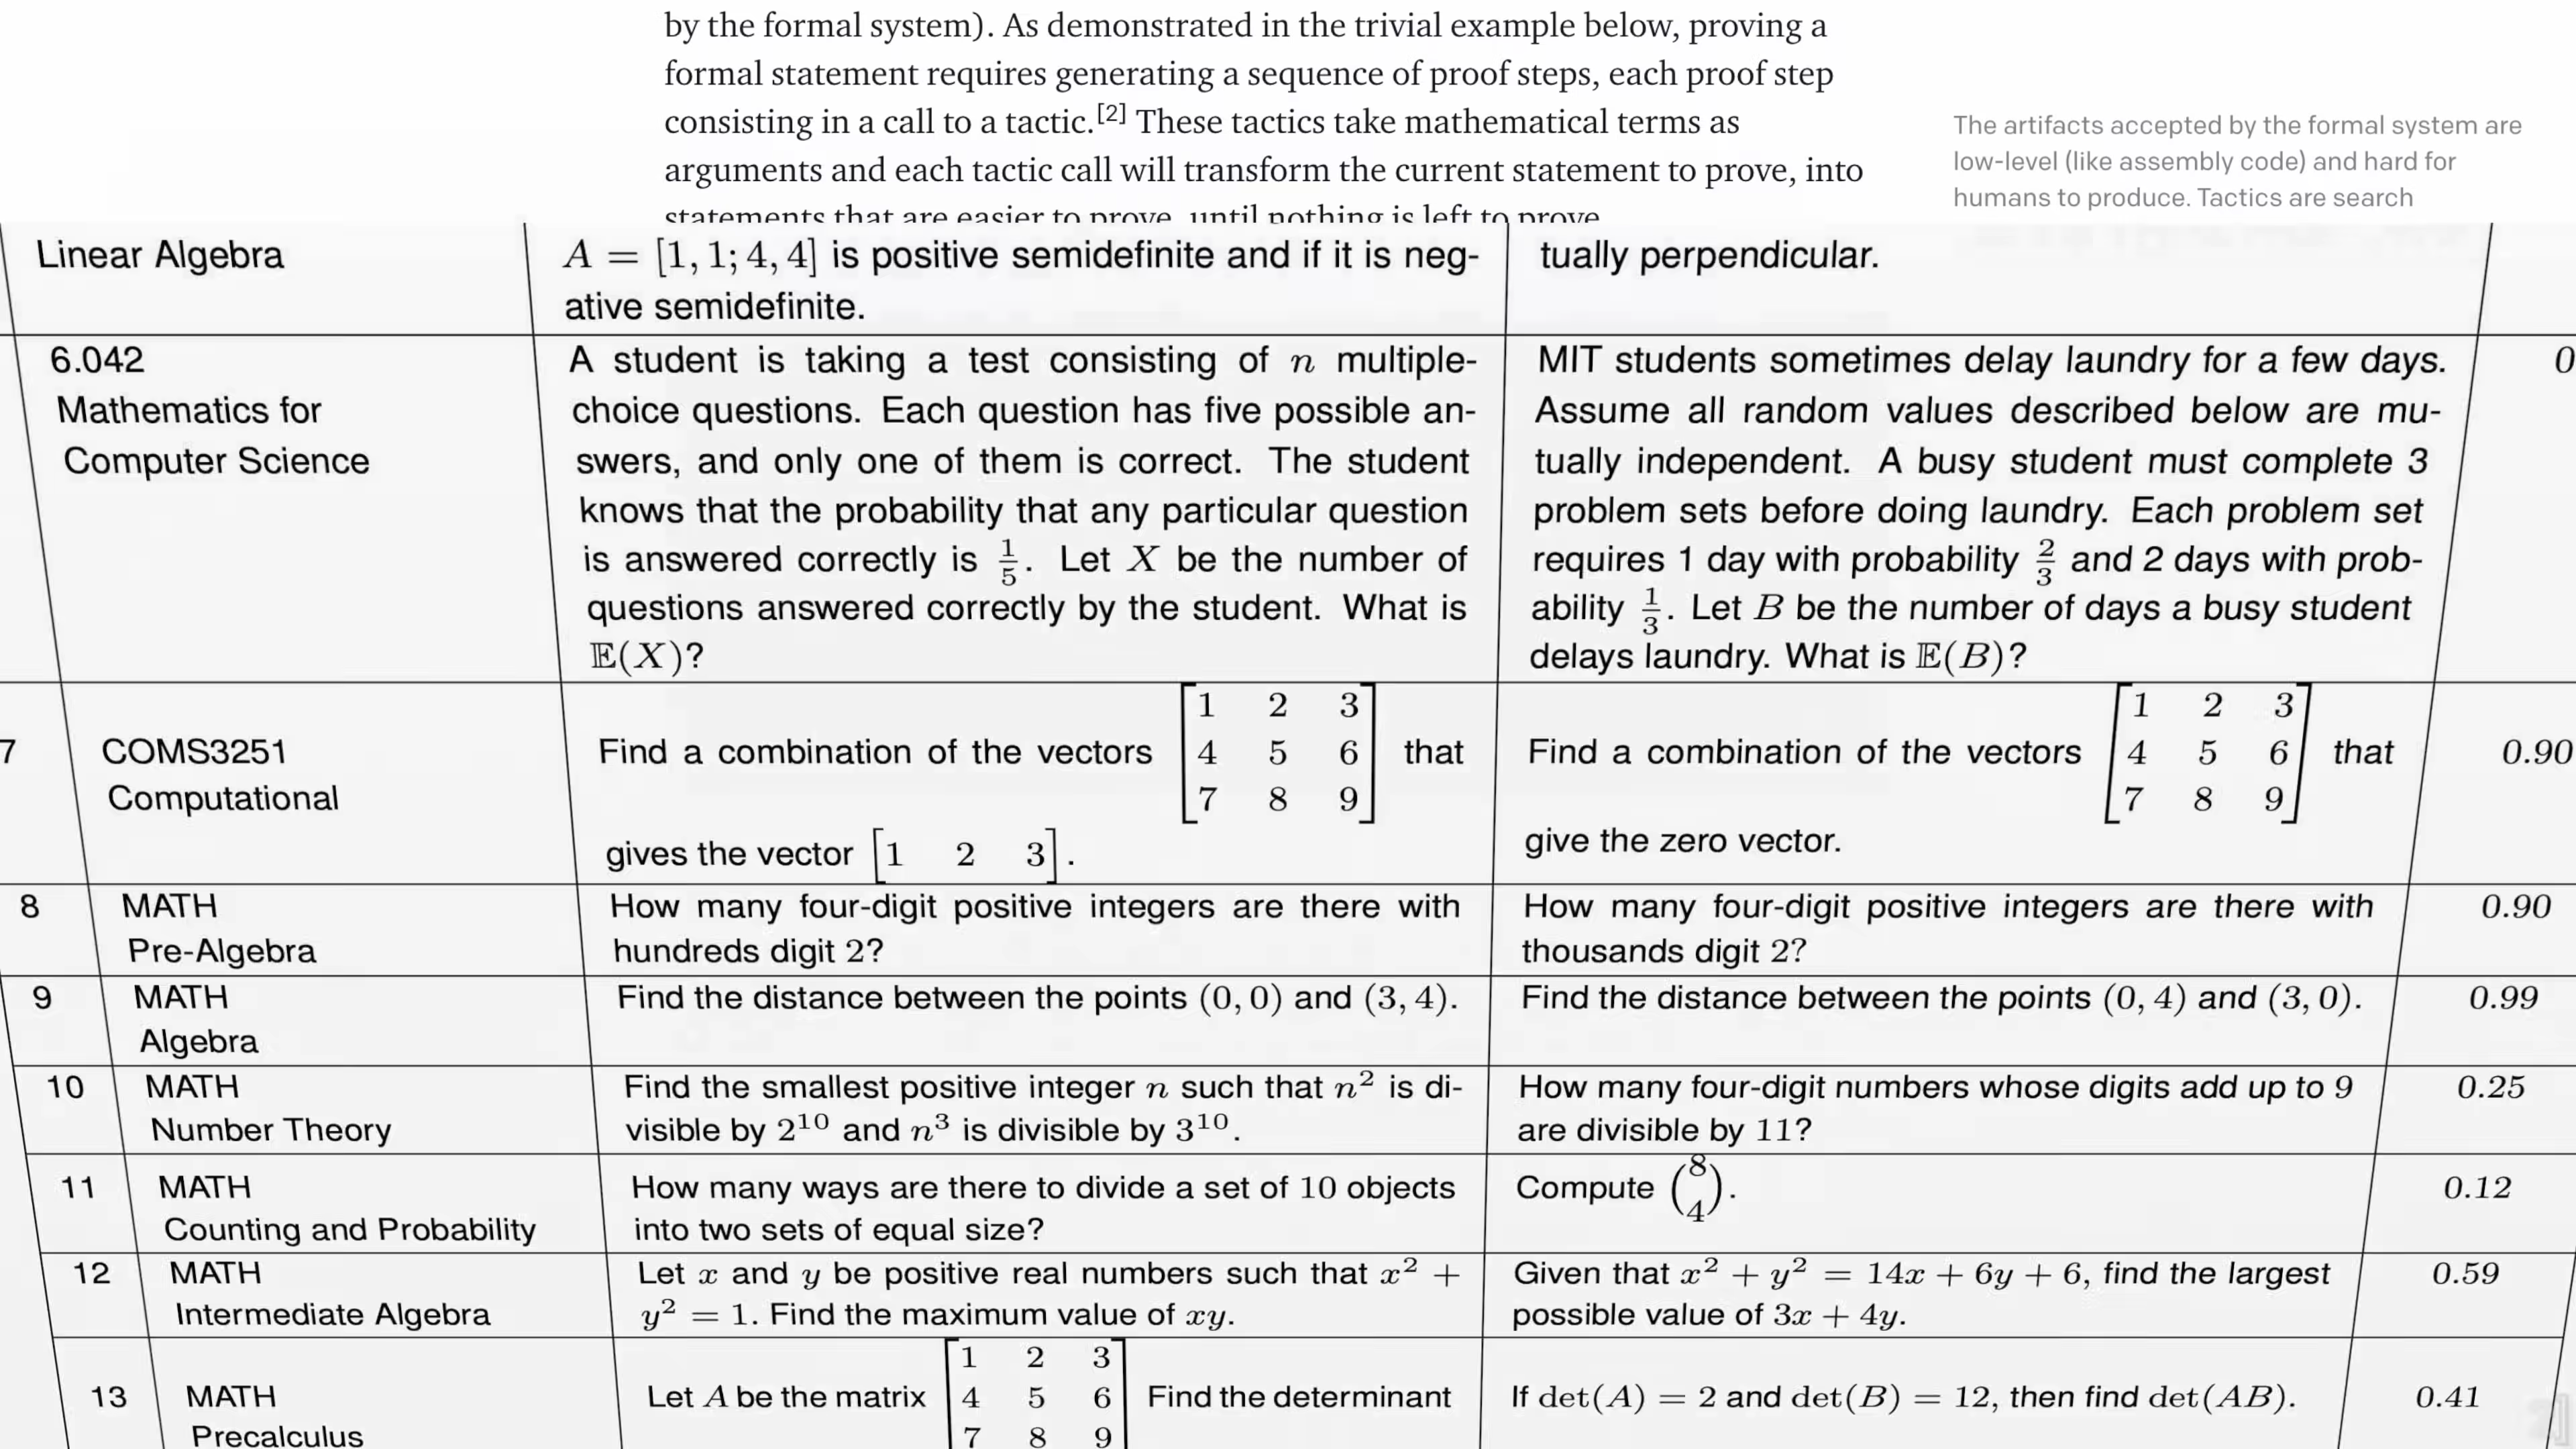 by the formal system). As demonstrated in the trivial example below, proving a
formal statement requires generating a sequence of proof steps, each proof step
consisting in a call to a tactic.[2] These tactics take mathematical terms as
arguments and each tactic call will transform the current statement to prove, into
statements that are easier to prove, until nothing is left to prove.
The artifacts accepted by the formal system are
low-level (like assembly code) and hard for
humans to produce. Tactics are search
Linear Algebra
A = [1, 1; 4, 4] is positive semidefinite and if it is neg-
ative semidefinite.
tually perpendicular.
6.042
Mathematics for
Computer Science
A student is taking a test consisting of n multiple-
choice questions. Each question has five possible an-
swers, and only one of them is correct. The student
knows that the probability that any particular question
is answered correctly is 1/5. Let X be the number of
questions answered correctly by the student. What is
𝔼(X)?
MIT students sometimes delay laundry for a few days.
Assume all random values described below are mu-
tually independent. A busy student must complete 3
problem sets before doing laundry. Each problem set
requires 1 day with probability 2/3 and 2 days with prob-
ability 1/3. Let B be the number of days a busy student
delays laundry. What is 𝔼(B)?
0
7
COMS3251
Computational
Find a combination of the vectors [1 2 3; 4 5 6; 7 8 9] that
gives the vector [1 2 3].
Find a combination of the vectors [1 2 3; 4 5 6; 7 8 9] that
give the zero vector.
0.90
8
MATH
Pre-Algebra
How many four-digit positive integers are there with
hundreds digit 2?
How many four-digit positive integers are there with
thousands digit 2?
0.90
9
MATH
Algebra
Find the distance between the points (0, 0) and (3, 4).
Find the distance between the points (0, 4) and (3, 0).
0.99
10
MATH
Number Theory
Find the smallest positive integer n such that n² is di-
visible by 2¹⁰ and n³ is divisible by 3¹⁰.
How many four-digit numbers whose digits add up to 9
are divisible by 11?
0.25
11
MATH
Counting and Probability
How many ways are there to divide a set of 10 objects
into two sets of equal size?
Compute (8 4).
0.12
12
MATH
Intermediate Algebra
Let x and y be positive real numbers such that x² +
y² = 1. Find the maximum value of xy.
Given that x² + y² = 14x + 6y + 6, find the largest
possible value of 3x + 4y.
0.59
13
MATH
Precalculus
Let A be the matrix [1 2 3; 4 5 6; 7 8 9] Find the determinant
If det(A) = 2 and det(B) = 12, then find det(AB).
0.41